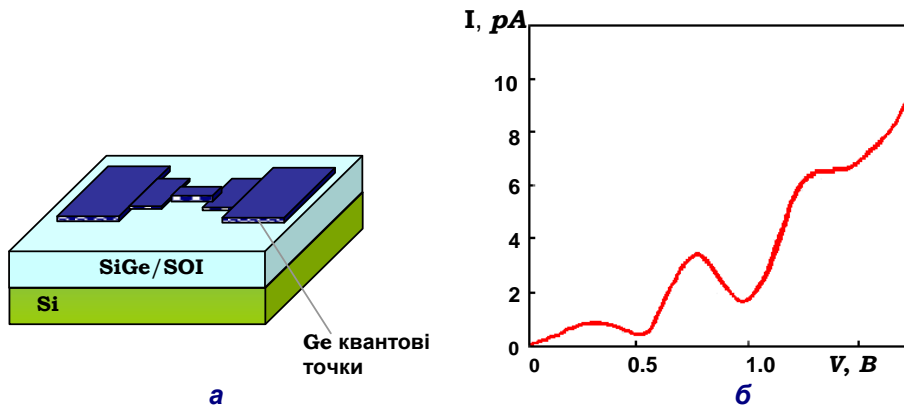 SiGe/SOI
Si
Ge квантові
точки
а
I, pA
10
8
6
4
2
0
0
0.5
1.0
V, В
б